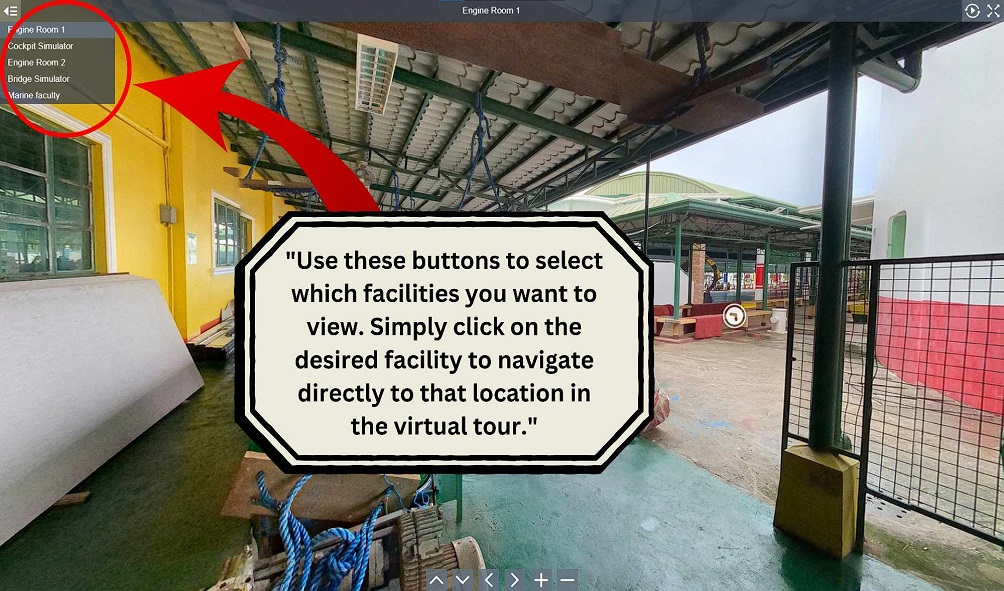 Engine Room 1
Engine Room 1
Cockpit Simulator
Engine Room 2
Bridge Simulator
Marine faculty
"Use these buttons to select
which facilities you want to
view. Simply click on the
desired facility to navigate
directly to that location in
the virtual tour."